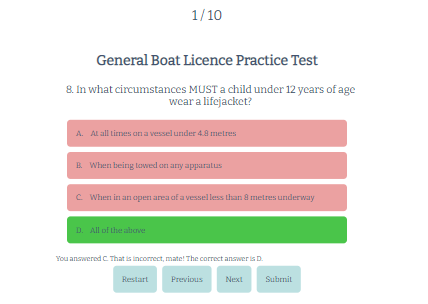 1 / 10
General Boat Licence Practice Test
8. In what circumstances MUST a child under 12 years of age
wear a lifejacket?
A. At all times on a vessel under 4.8 metres
B. When being towed on any apparatus
C. When in an open area of a vessel less than 8 metres underway
D. All of the above
You answered C. That is incorrect, mate! The correct answer is D.
Restart Previous Next Submit